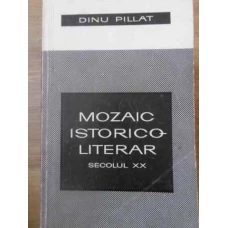 DINU PILLAT
MOZAIC
ISTORICO-
LITERAR
SECOLUL XX